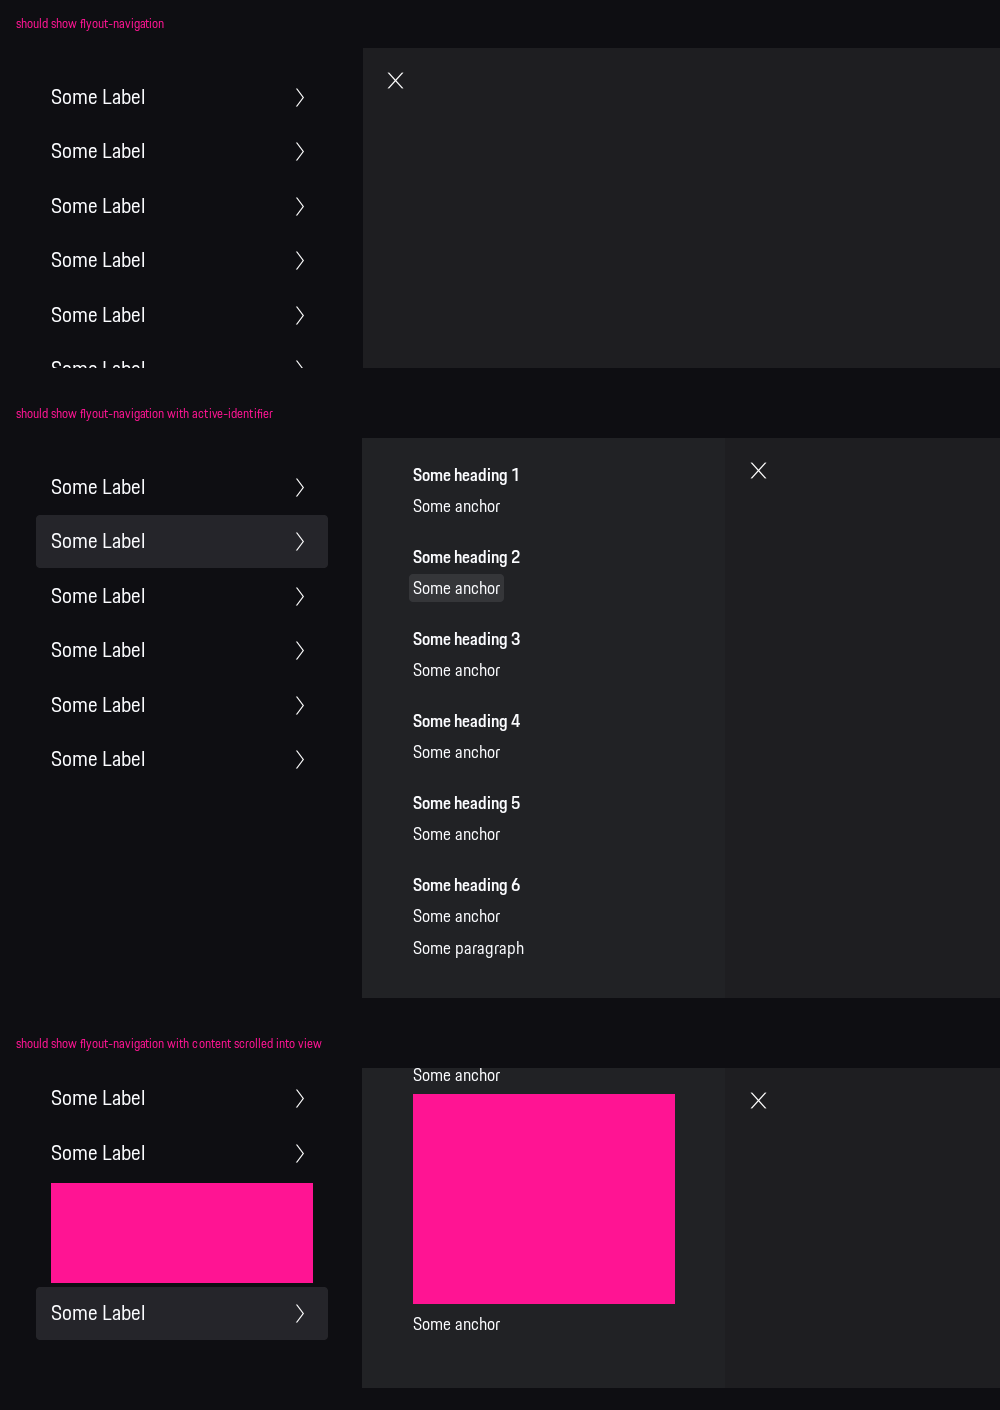 should show flyout-navigation
Some Label
Some Label
Some Label
Some Label
Some Label
Some Label
should show flyout-navigation with active-identifier
Some Label
Some Label
Some Label
Some Label
Some Label
Some Label
Some heading 1
Some anchor
Some heading 2
Some anchor
Some heading 3
Some anchor
Some heading 4
Some anchor
Some heading 5
Some anchor
Some heading 6
Some anchor
Some paragraph
should show flyout-navigation with content scrolled into view
Some Label
Some Label
Some Label
Some anchor
Some anchor